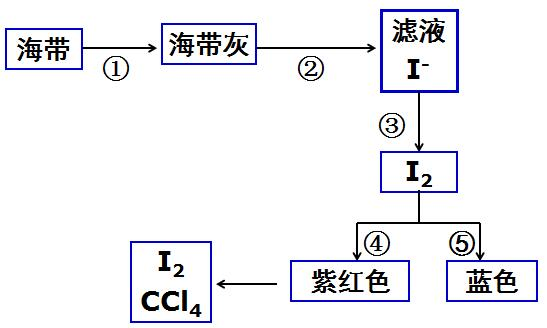 海带
①
海带灰
②
滤液
I⁻
③
I₂
④
⑤
I₂
CCl₄
紫红色
蓝色